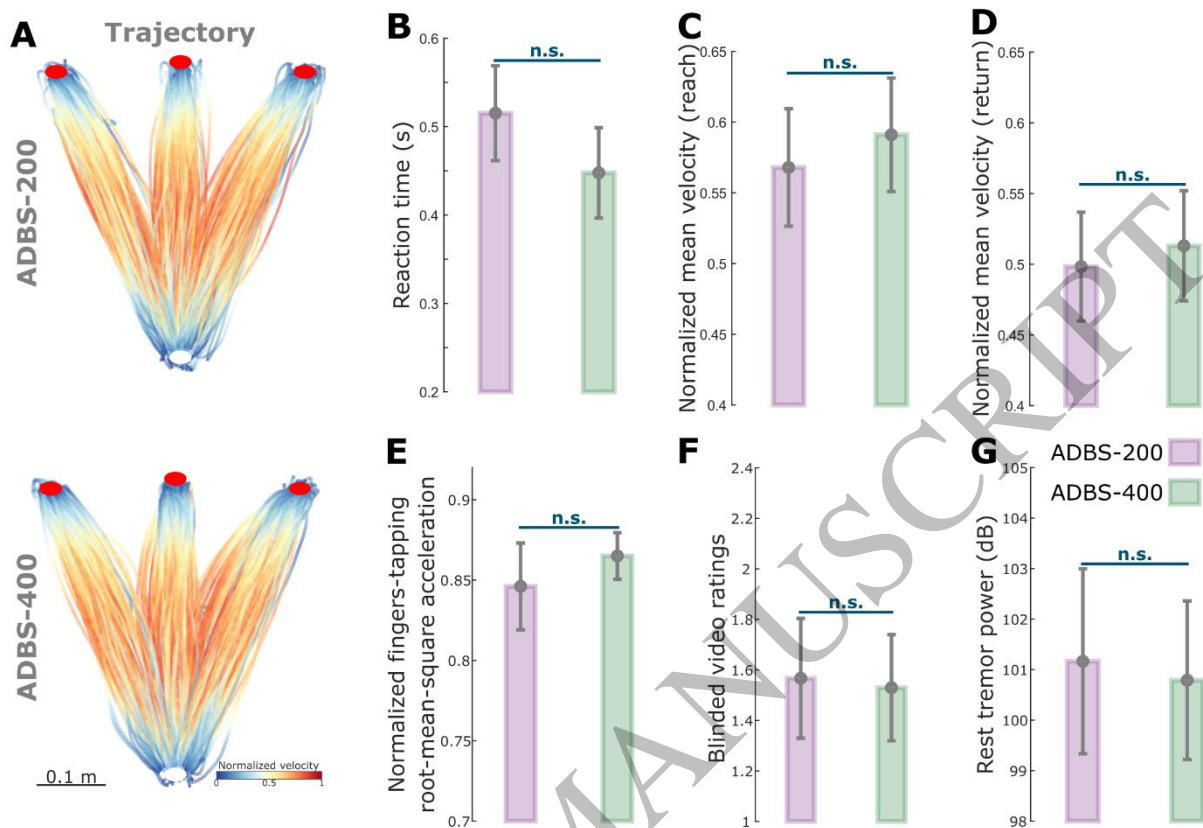 A
Trajectory
ADBS-200
ADBS-400
0.1 m
Normalized velocity
0
0.5
1
B
Reaction time (s)
0.6
0.5
0.4
0.3
0.2
n.s.
C
Normalized mean velocity (reach)
0.65
0.6
0.55
0.5
0.45
0.4
n.s.
D
Normalized mean velocity (return)
0.65
0.6
0.55
0.5
0.45
0.4
n.s.
E
Normalized fingers-tapping
root-mean-square acceleration
0.9
0.85
0.8
0.75
0.7
n.s.
F
Blinded video ratings
2.4
2.2
2
1.8
1.6
1.4
1.2
1
n.s.
G
ADBS-200
ADBS-400
Rest tremor power (dB)
105
104
103
102
101
100
99
98
n.s.
MANUSCRIPT